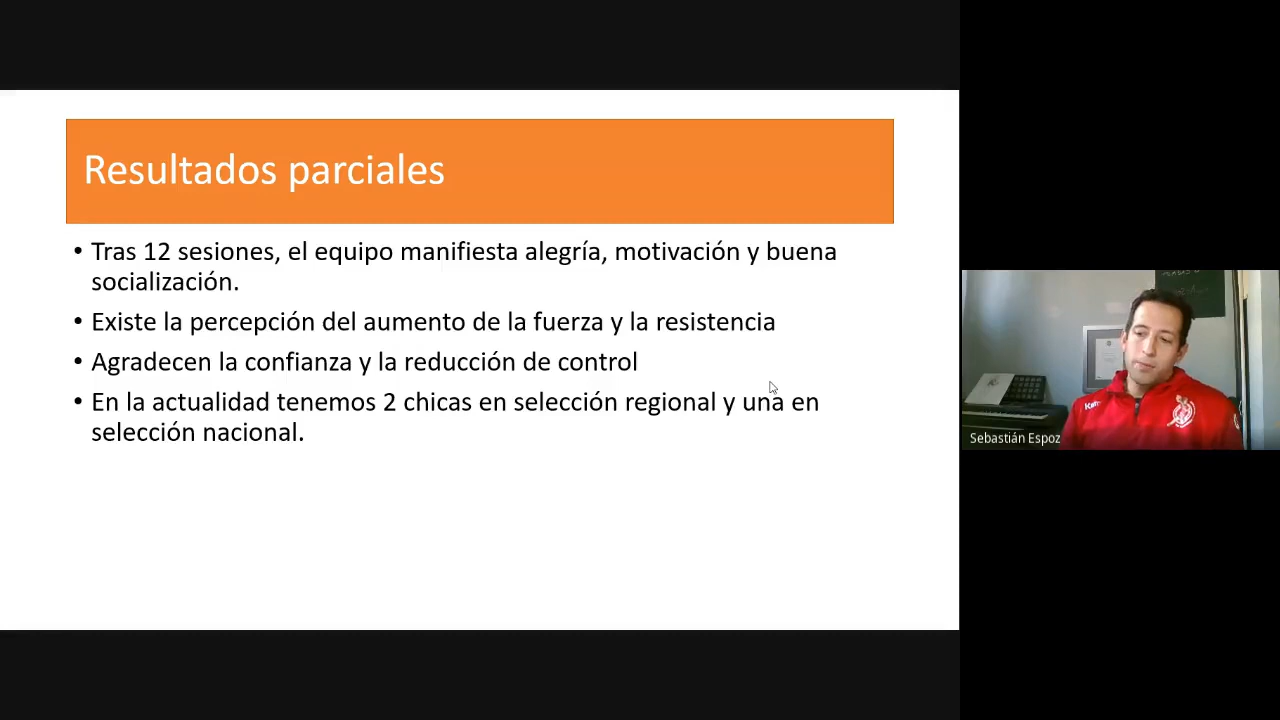 Resultados parciales
• Tras 12 sesiones, el equipo manifiesta alegría, motivación y buena
socialización.
• Existe la percepción del aumento de la fuerza y la resistencia
• Agradecen la confianza y la reducción de control
• En la actualidad tenemos 2 chicas en selección regional y una en
selección nacional.
Sebastián Espoz